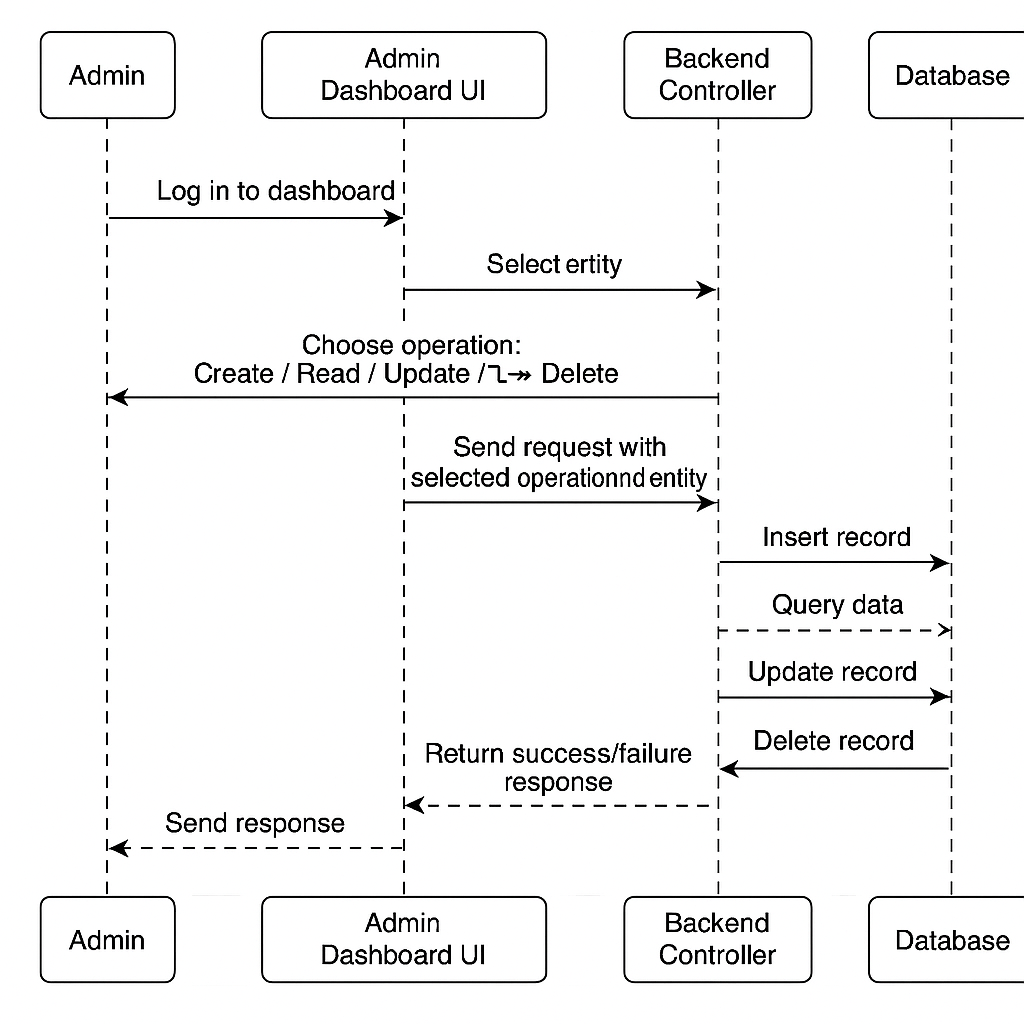 Admin
Admin
Dashboard UI
Backend
Controller
Database
Log in to dashboard
Select ertity
Choose operation:
Create / Read / Update / Delete
Send request with
selected operationnd entity
Insert record
Query data
Update record
Delete record
Return success/failure
response
Send response
Admin
Admin
Dashboard UI
Backend
Controller
Database